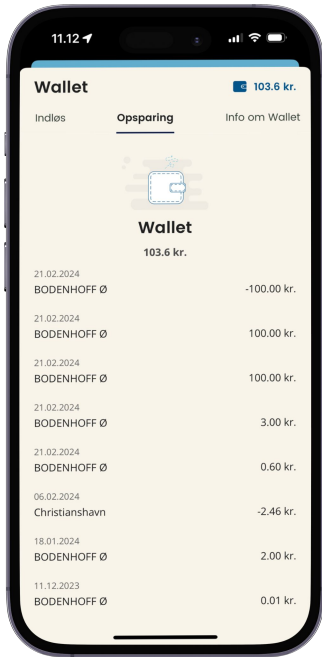 11.12
Wallet
103.6 kr.
Indløs
Opsparing
Info om Wallet
Wallet
103.6 kr.
21.02.2024
BODENHOFF Ø
-100.00 kr.
21.02.2024
BODENHOFF Ø
100.00 kr.
21.02.2024
BODENHOFF Ø
100.00 kr.
21.02.2024
BODENHOFF Ø
3.00 kr.
21.02.2024
BODENHOFF Ø
0.60 kr.
06.02.2024
Christianshavn
-2.46 kr.
18.01.2024
BODENHOFF Ø
2.00 kr.
11.12.2023
BODENHOFF Ø
0.01 kr.